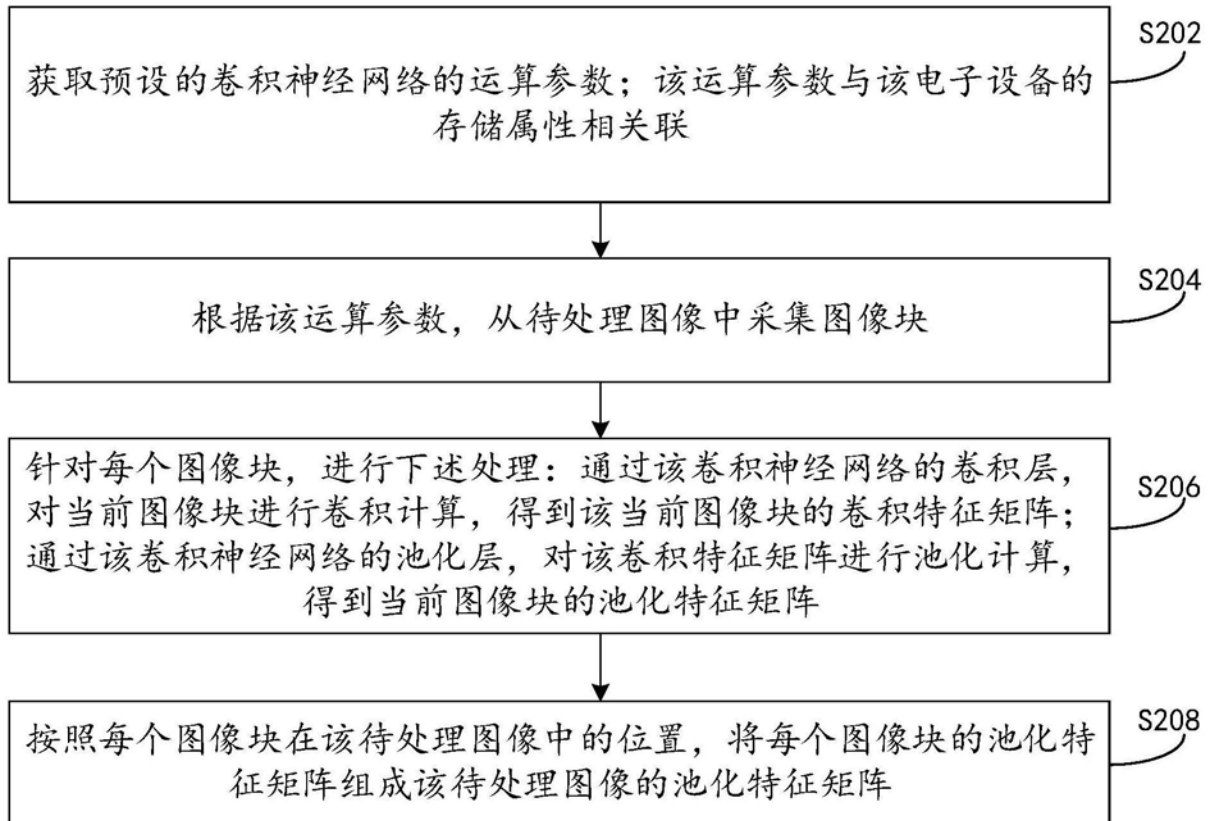 S202
获取预设的卷积神经网络的运算参数；该运算参数与该电子设备的
存储属性相关联
S204
根据该运算参数，从待处理图像中采集图像块
S206
针对每个图像块，进行下述处理：通过该卷积神经网络的卷积层，
对当前图像块进行卷积计算，得到该当前图像块的卷积特征矩阵；
通过该卷积神经网络的池化层，对该卷积特征矩阵进行池化计算，
得到当前图像块的池化特征矩阵
S208
按照每个图像块在该待处理图像中的位置，将每个图像块的池化特
征矩阵组成该待处理图像的池化特征矩阵